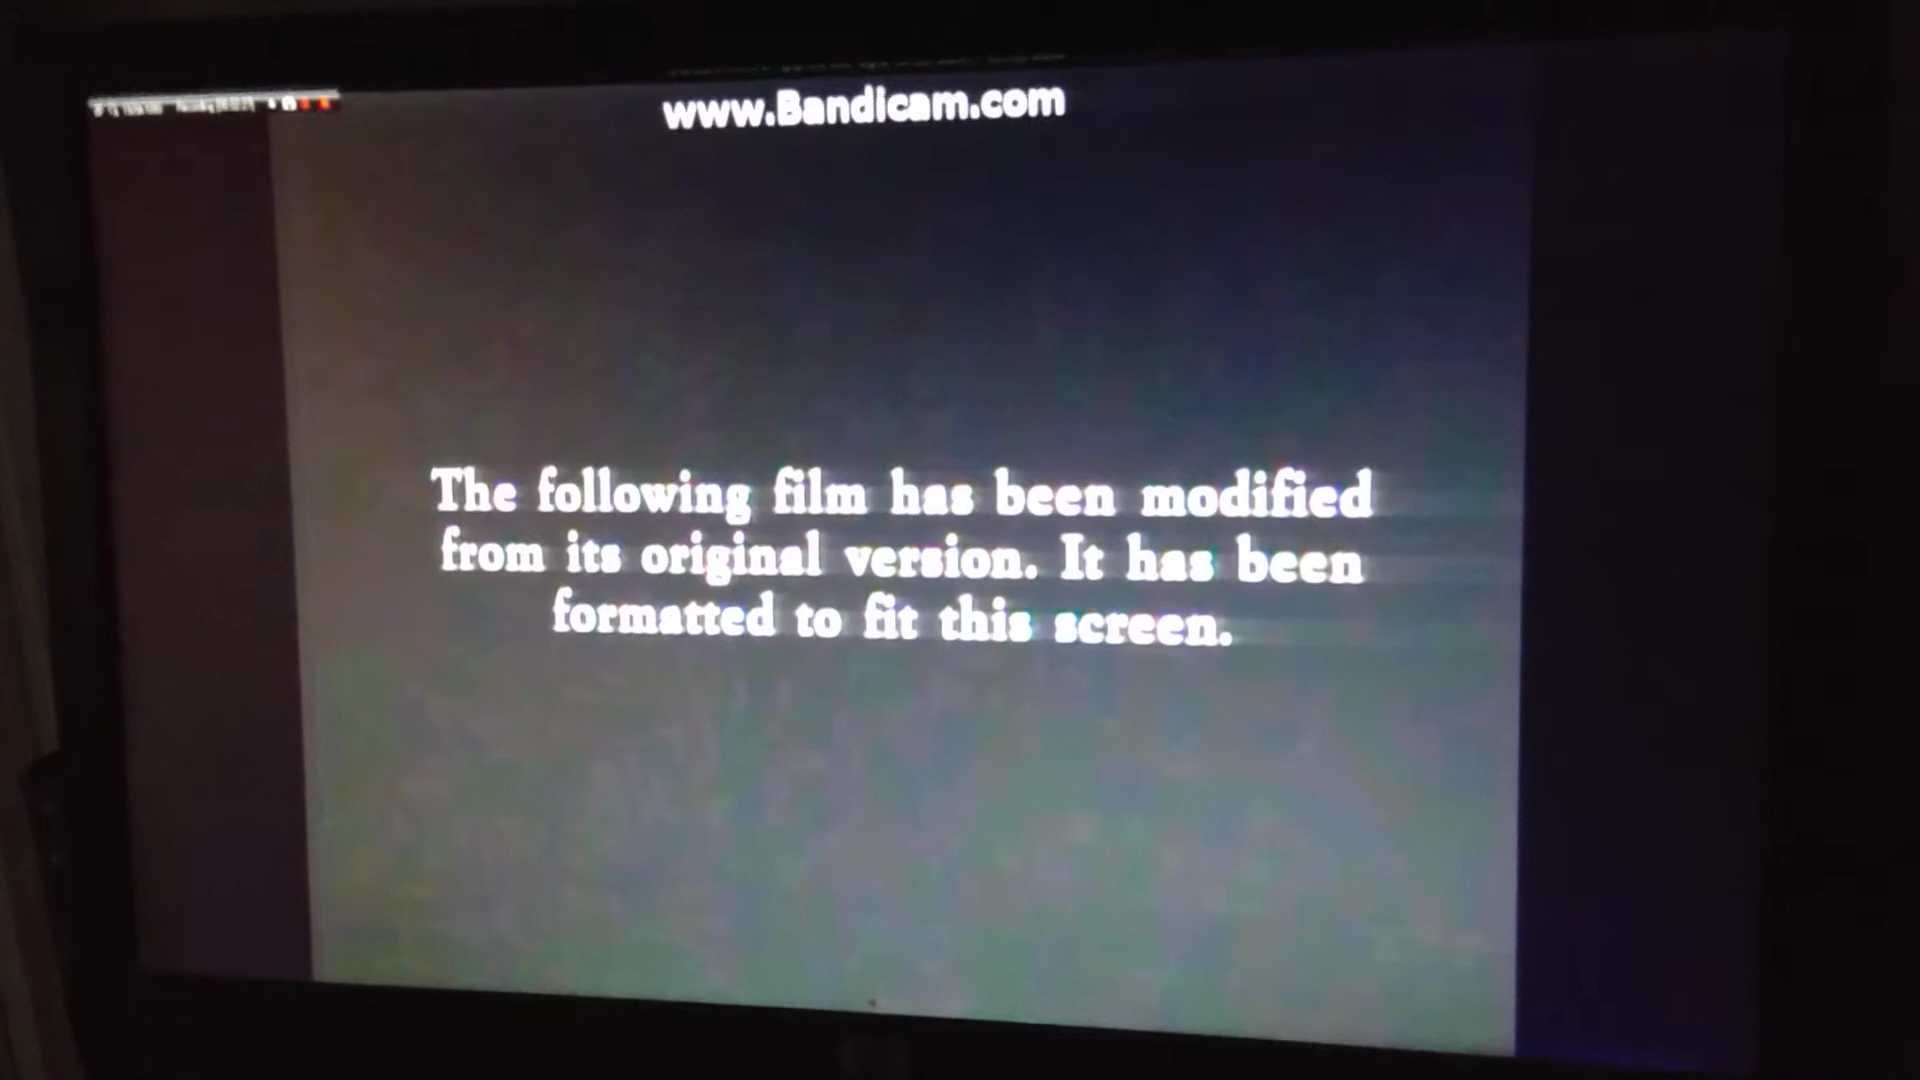 www.Bandicam.com
The following film has been modified
from its original version. It has been
formatted to fit this screen.